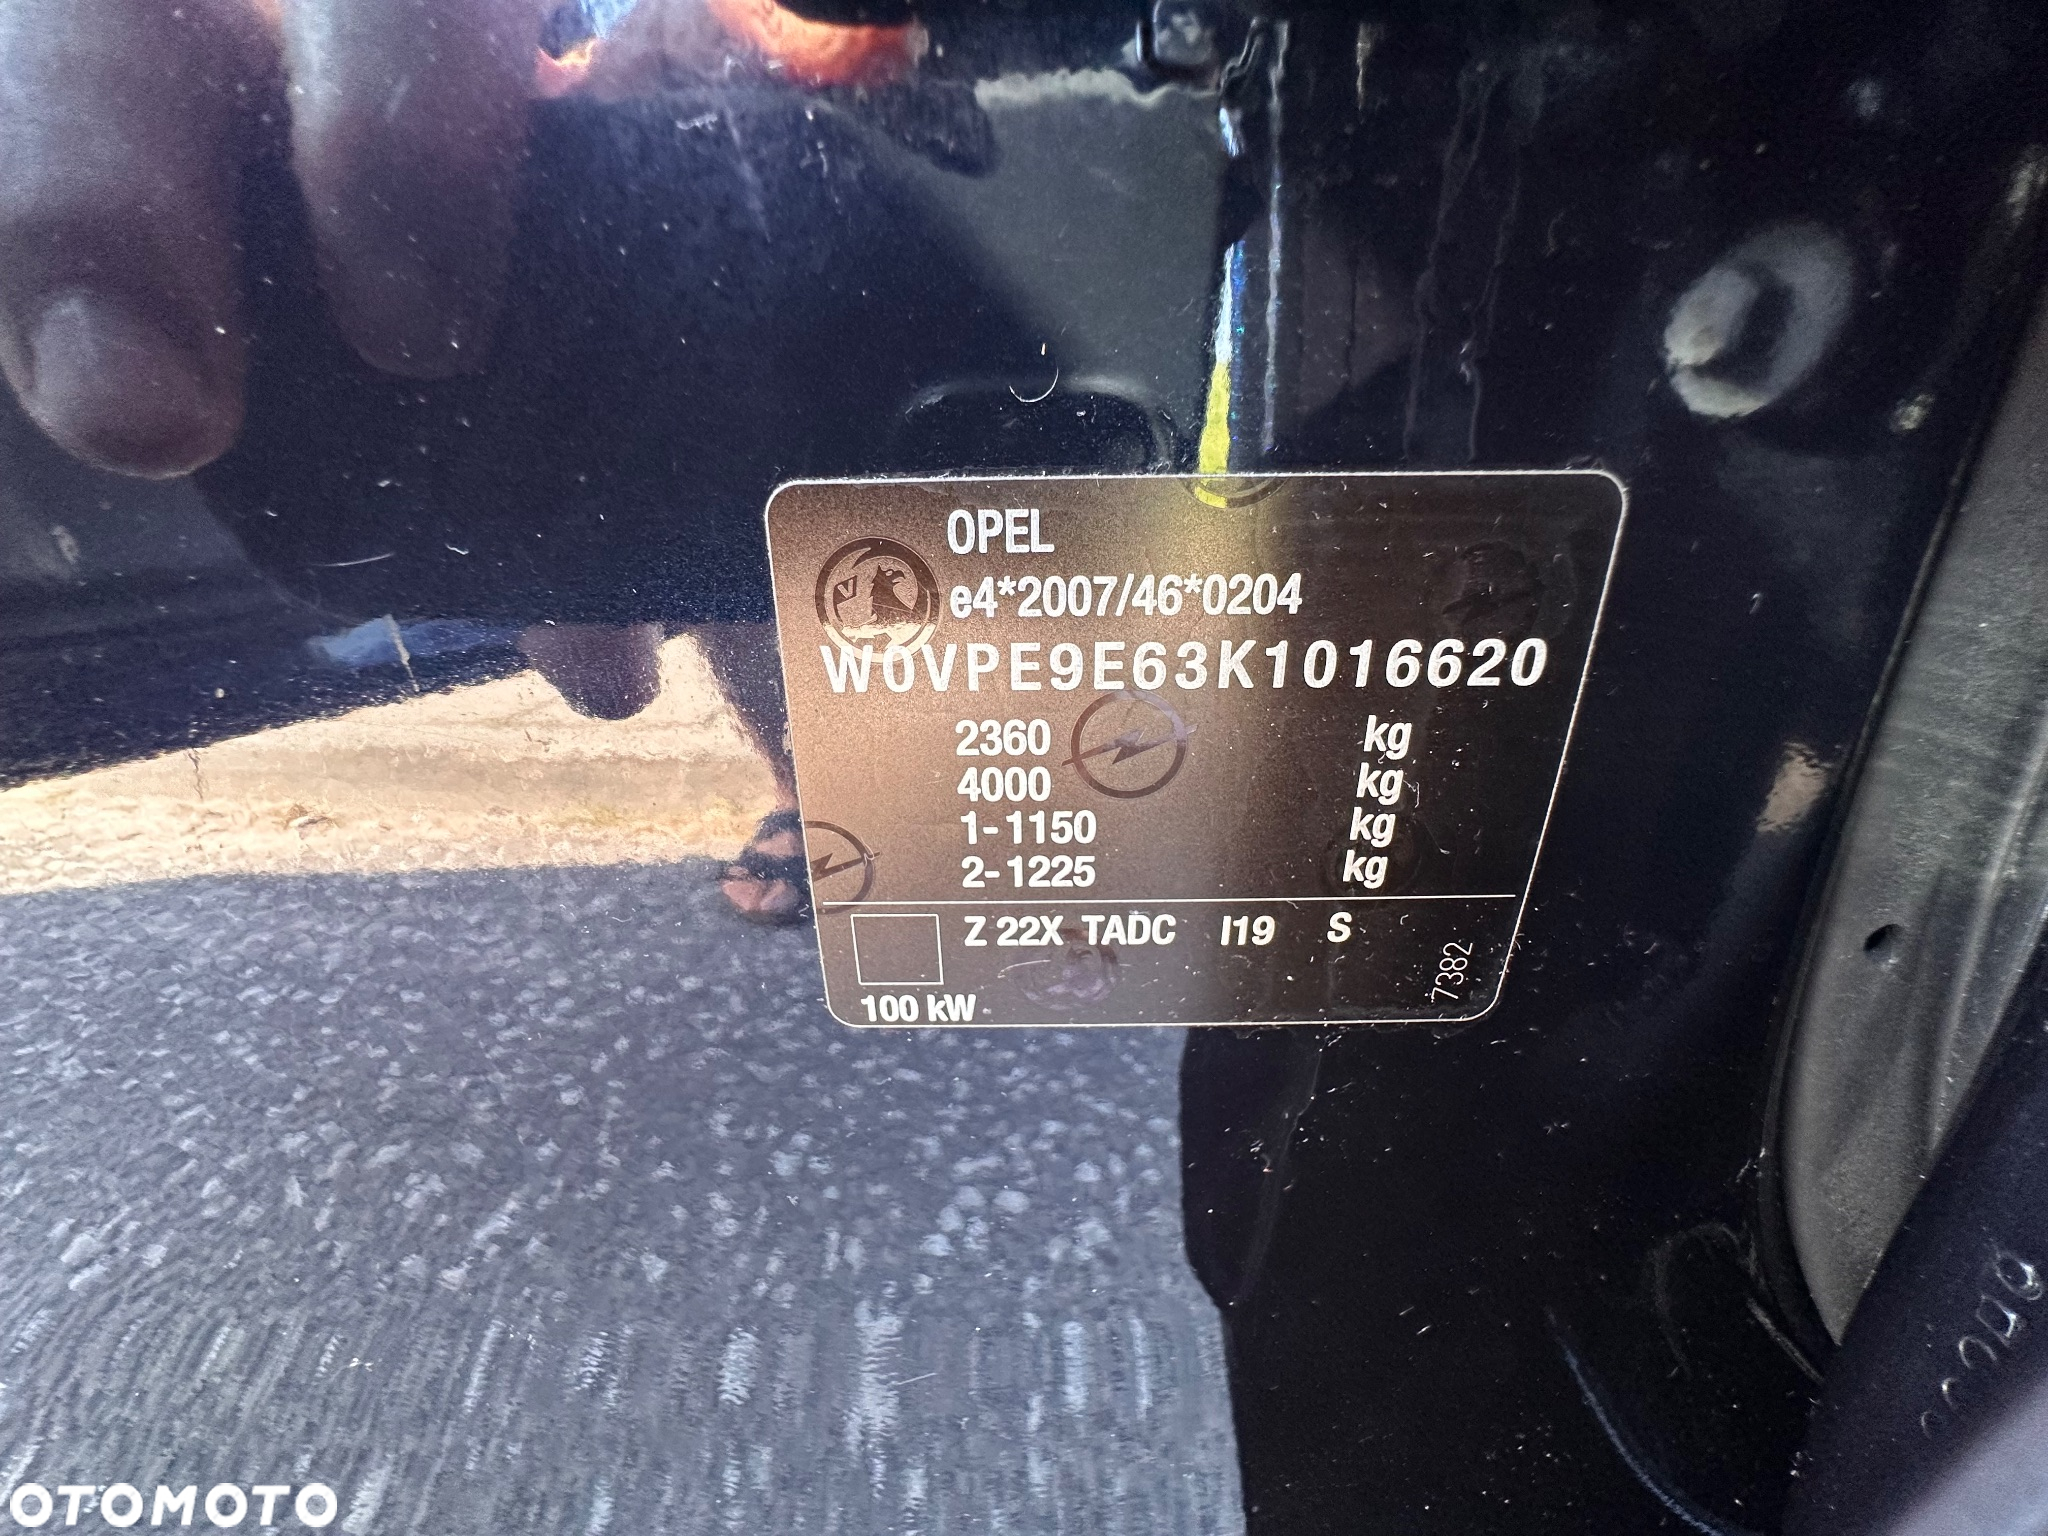 OPEL
e4*2007/46*0204
W0VPE9E63K1016620
2360 kg
4000 kg
1-1150 kg
2-1225 kg
Z 22X TADC I19 S
7382
100 kW
OTOMOTO